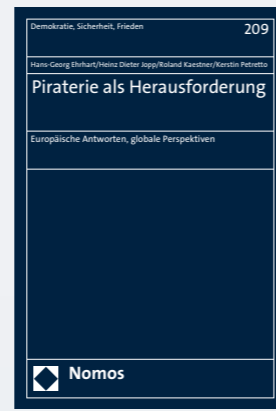 Demokratie, Sicherheit, Frieden 209
Hans-Georg Ehrhart/Heinz Dieter Jopp/Roland Kaestner/Kerstin Petretto
Piraterie als Herausforderung
Europäische Antworten, globale Perspektiven
Nomos